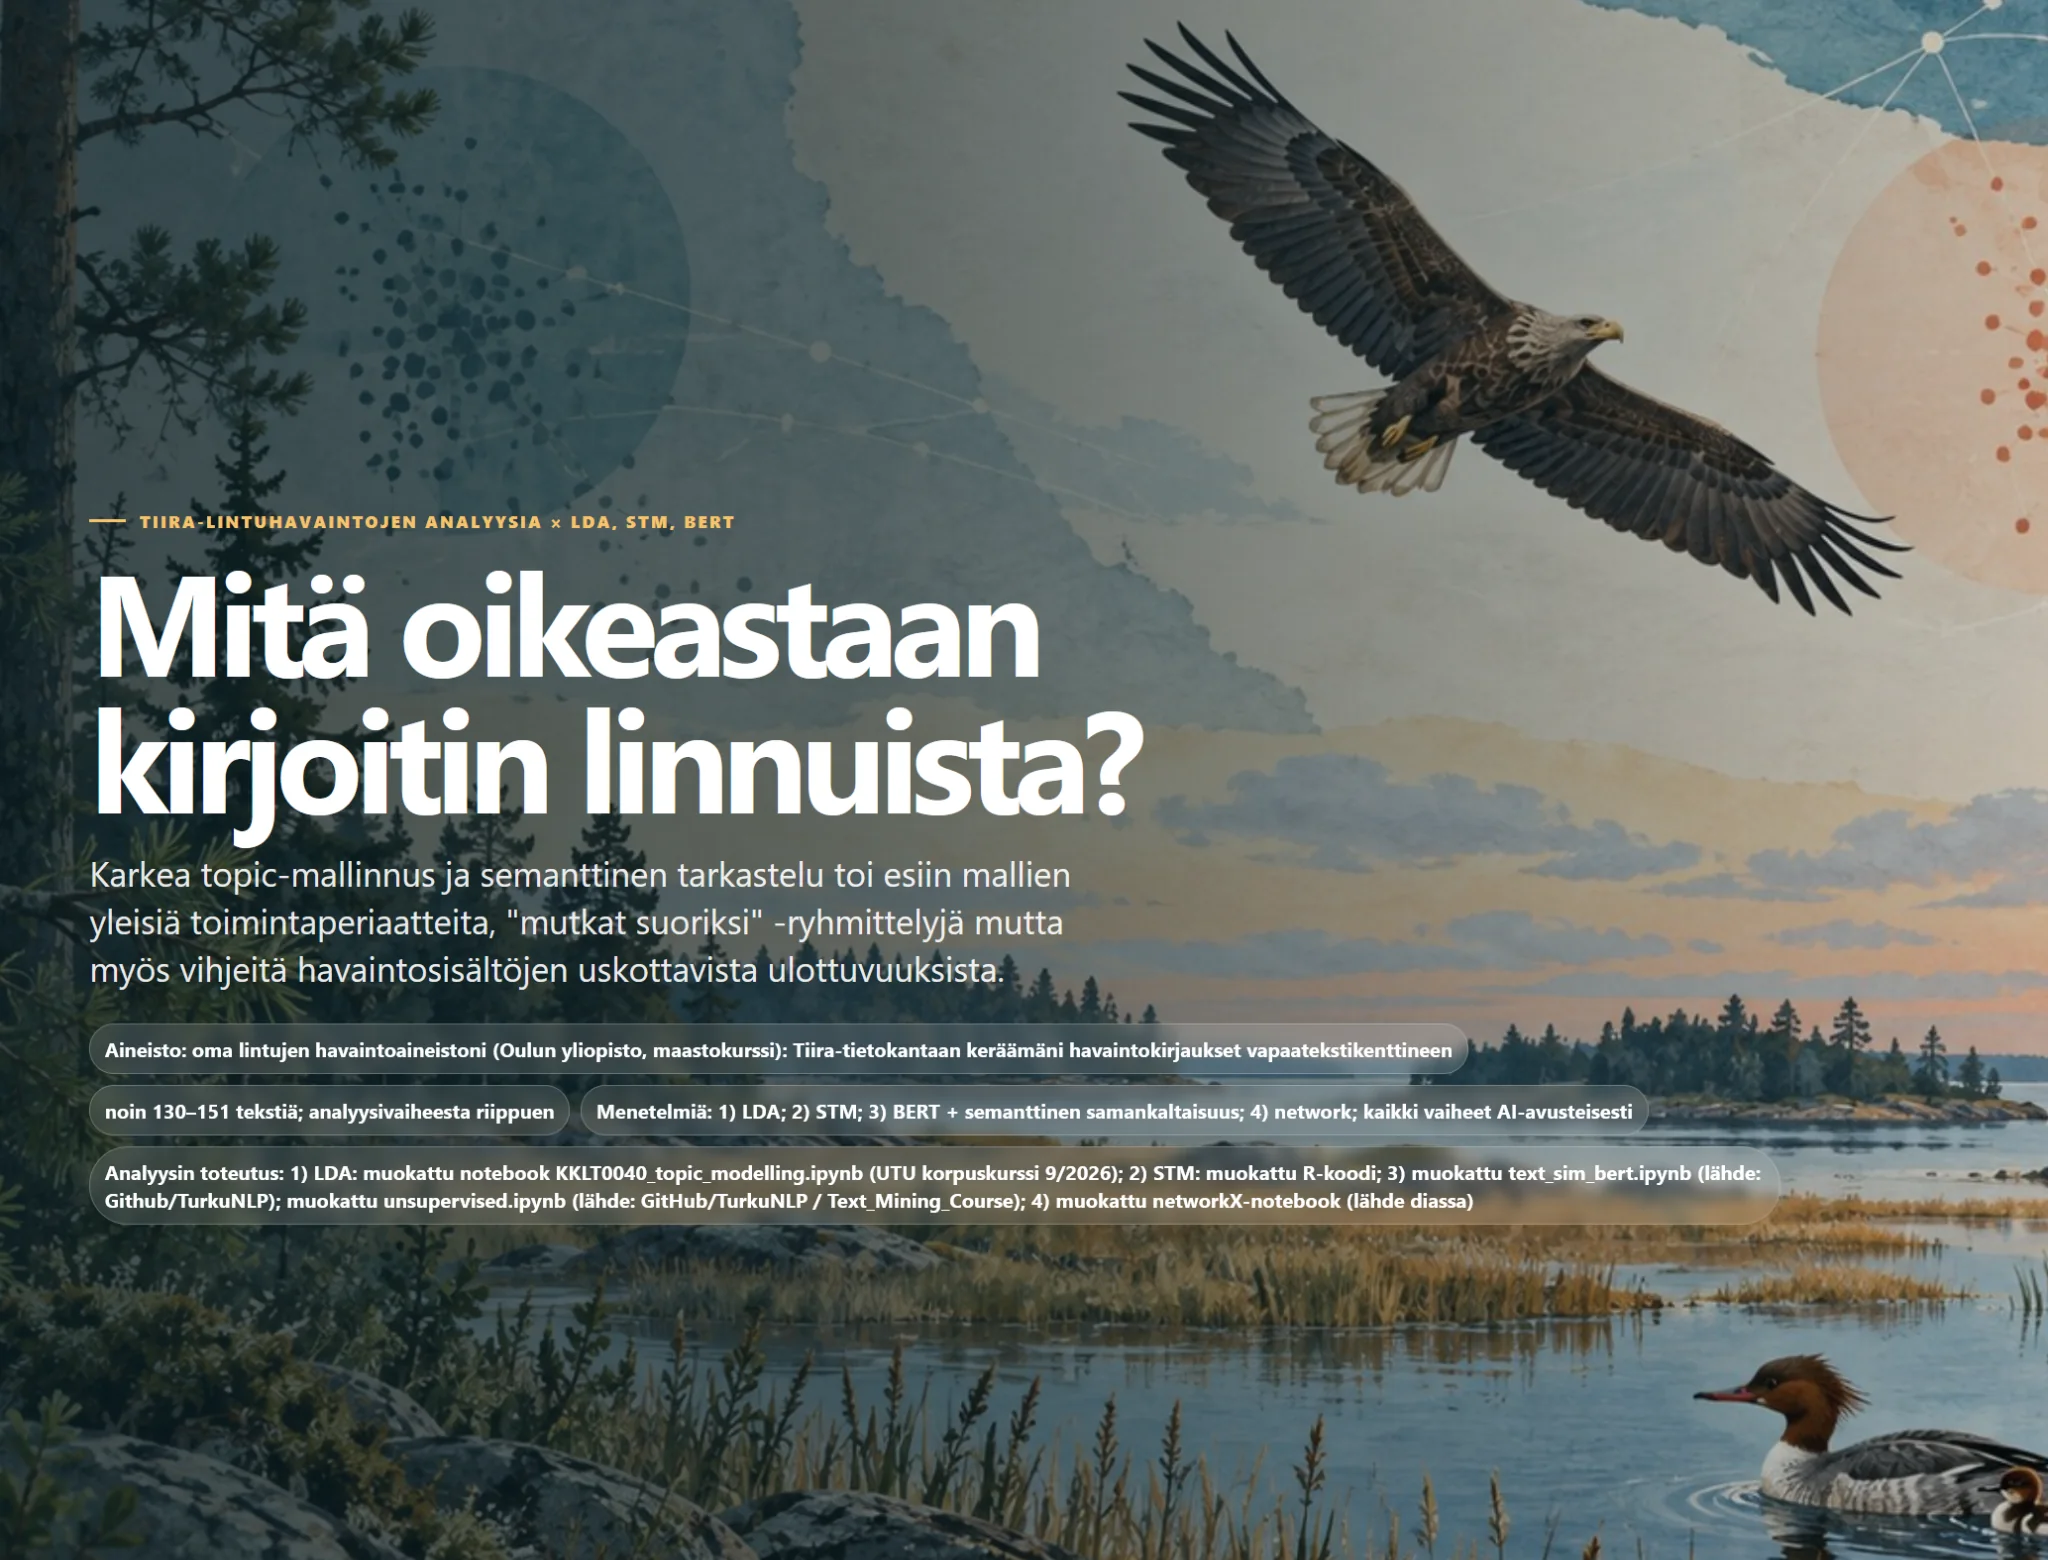 TIIRA-LINTUHAVAINTOJEN ANALYYSIA × LDA, STM, BERT
Mitä oikeastaan
kirjoitin linnuista?
Karkea topic-mallinnus ja semanttinen tarkastelu toi esiin mallien
yleisiä toimintaperiaatteita, "mutkat suoriksi" -ryhmittelyjä mutta
myös vihjeitä havaintosisältöjen uskottavista ulottuvuuksista.
Aineisto: oma lintujen havaintoaineistoni (Oulun yliopisto, maastokurssi): Tiira-tietokantaan keräämäni havaintokirjaukset vapaatekstikenttineen
noin 130–151 tekstiä; analyysivaiheesta riippuen
Menetelmiä: 1) LDA; 2) STM; 3) BERT + semanttinen samankaltaisuus; 4) network; kaikki vaiheet AI-avusteisesti
Analyysin toteutus: 1) LDA: muokattu notebook KKLT0040_topic_modelling.ipynb (UTU korpuskurssi 9/2026); 2) STM: muokattu R-koodi; 3) muokattu text_sim_bert.ipynb (lähde:
Github/TurkuNLP); muokattu unsupervised.ipynb (lähde: GitHub/TurkuNLP / Text_Mining_Course); 4) muokattu networkX-notebook (lähde diassa)